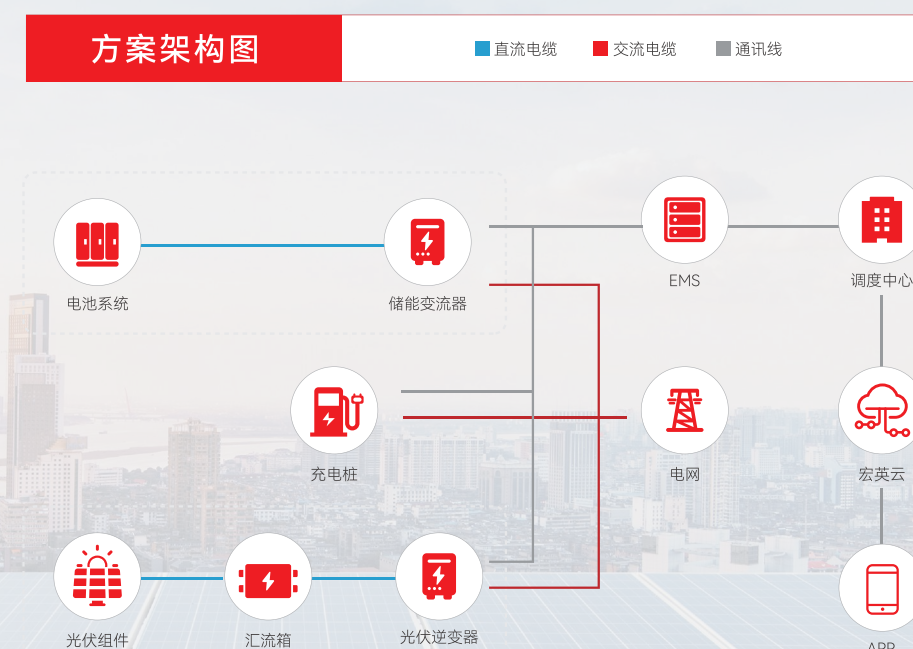 方案架构图
直流电缆 交流电缆 通讯线
电池系统 储能变流器 EMS 调度中心
充电桩 电网 宏英云
光伏组件 汇流箱 光伏逆变器 APP